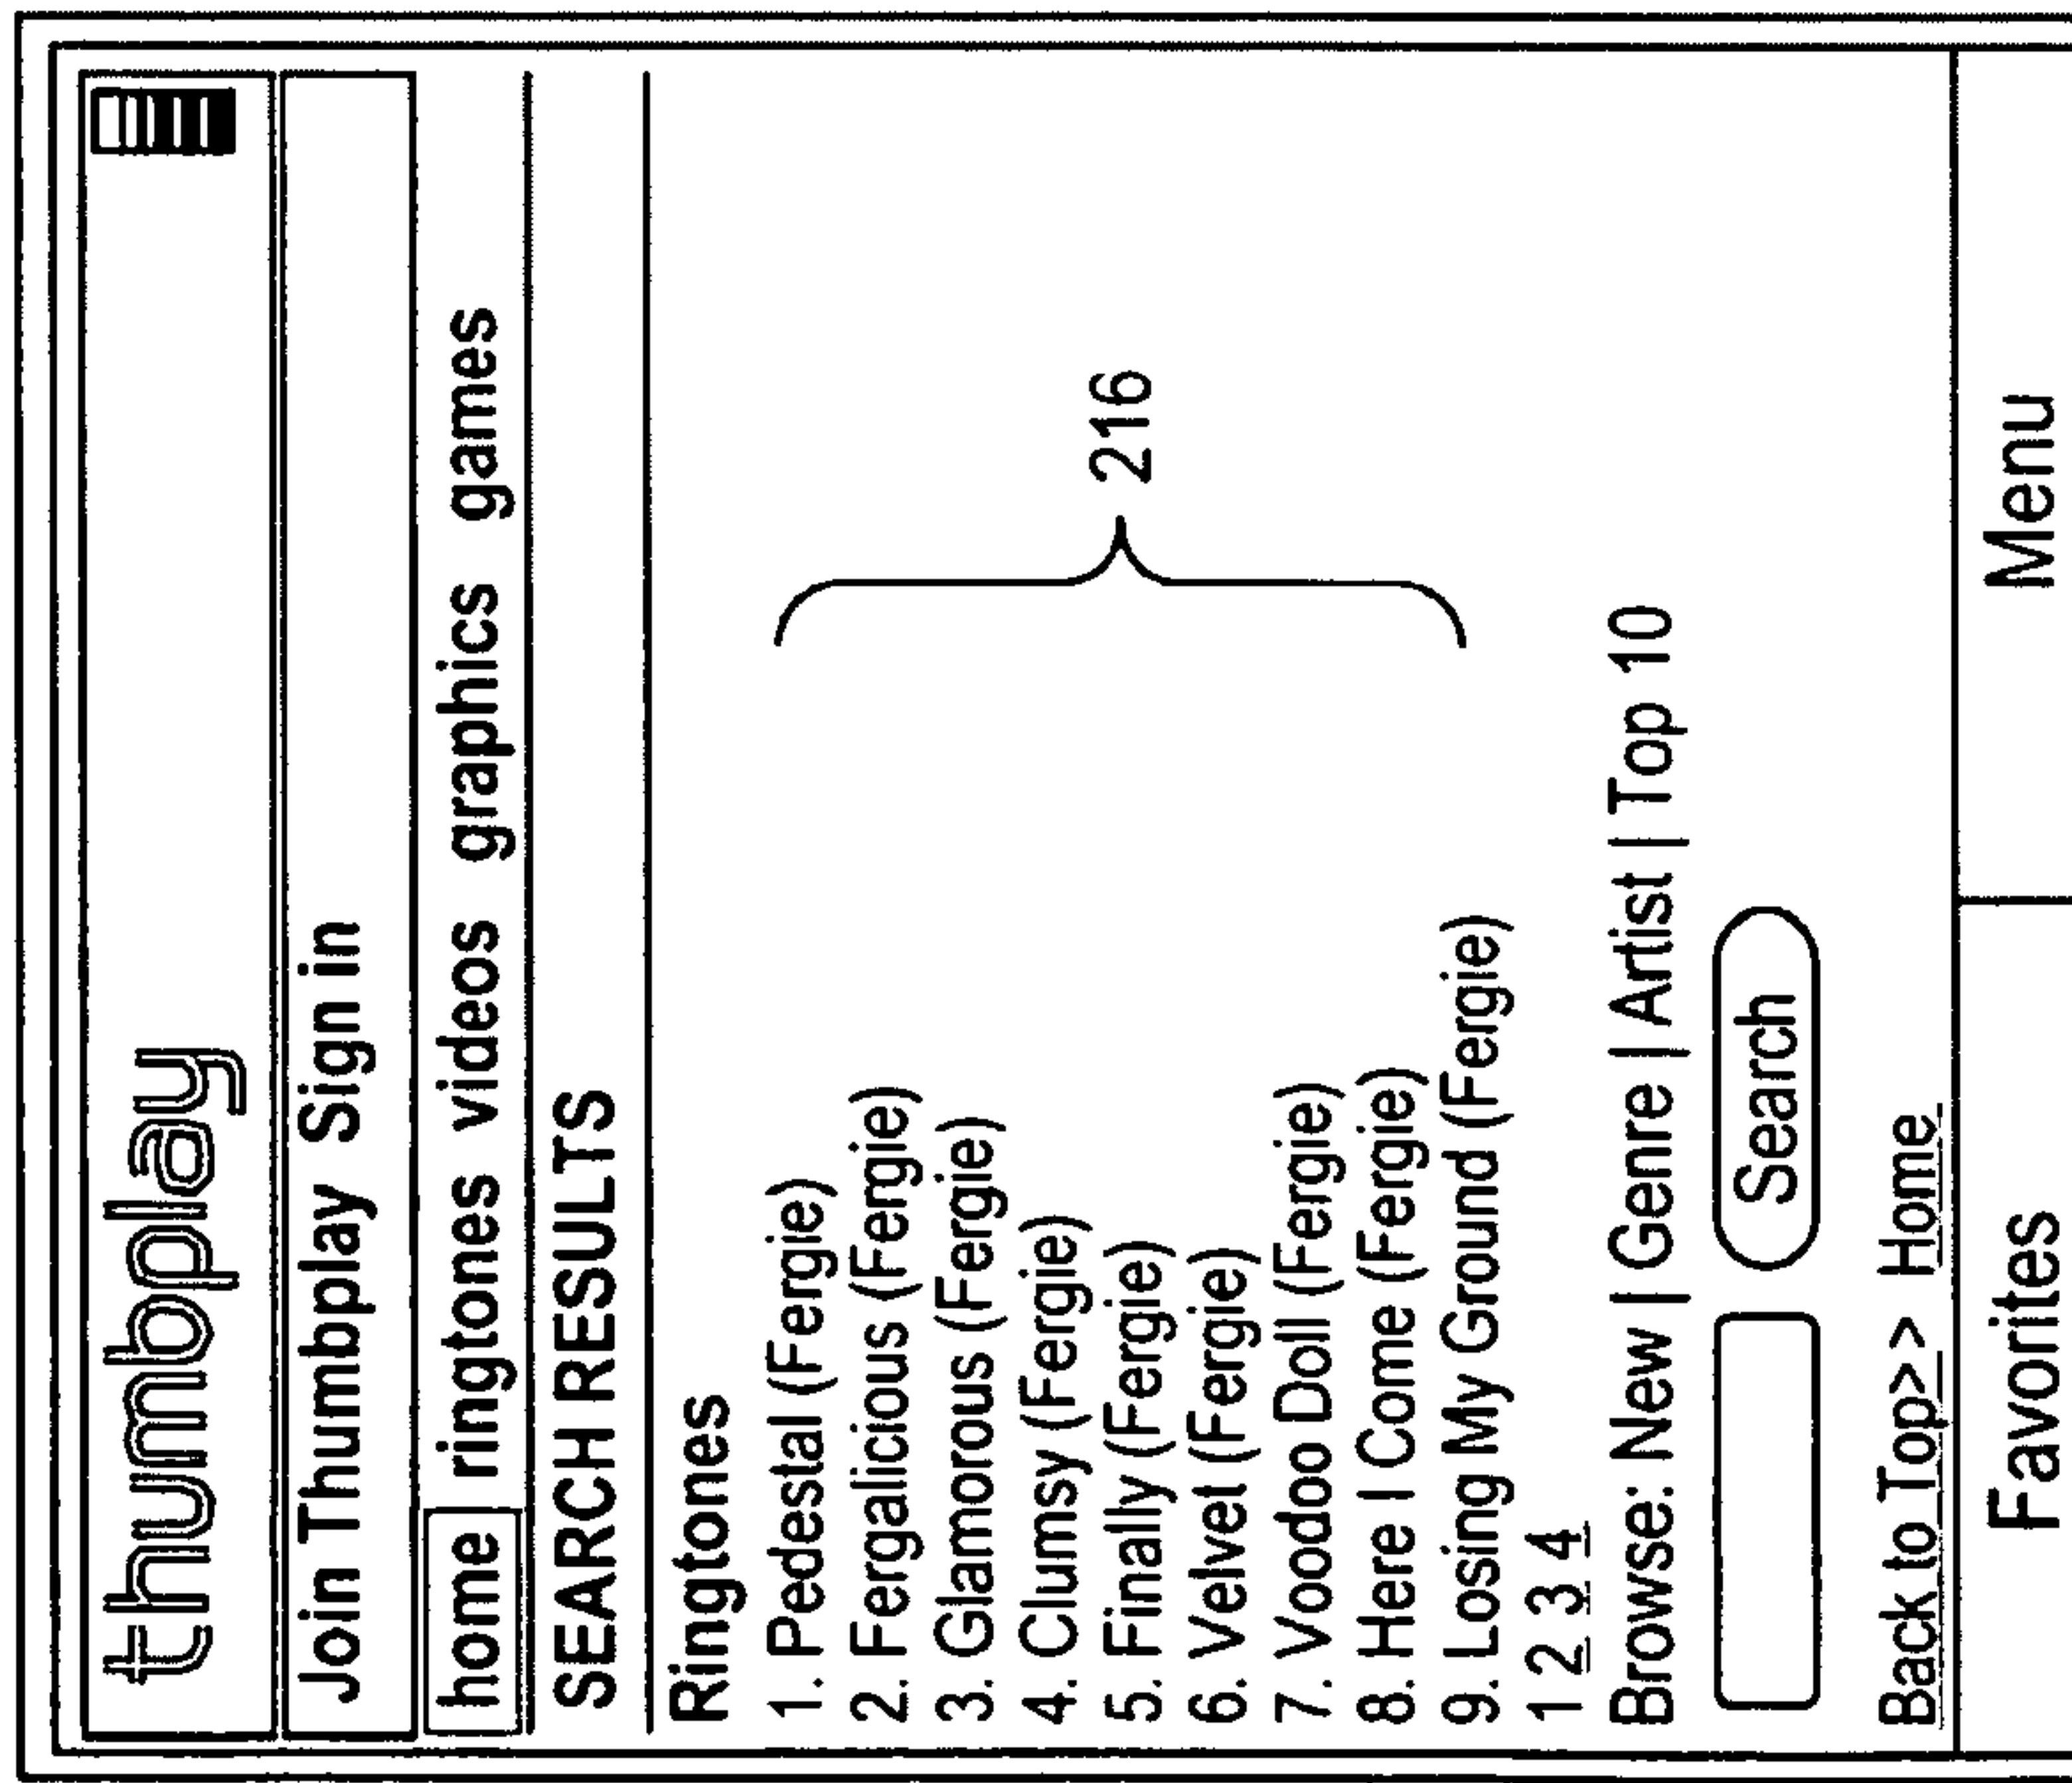 thumbplay
Join Thumbplay Sign in
home ringtones videos graphics games
SEARCH RESULTS
Ringtones
1. Pedestal (Fergie)
2. Fergalicious (Fergie)
3. Glamorous (Fergie)
4. Clumsy (Fergie)
5. Finally (Fergie)
6. Velvet (Fergie)
7. Voodoo Doll (Fergie)
8. Here I Come (Fergie)
9. Losing My Ground (Fergie)
216
1 2 3 4
Browse: New | Genre | Artist | Top 10
Search
Back to Top>> Home
Favorites Menu